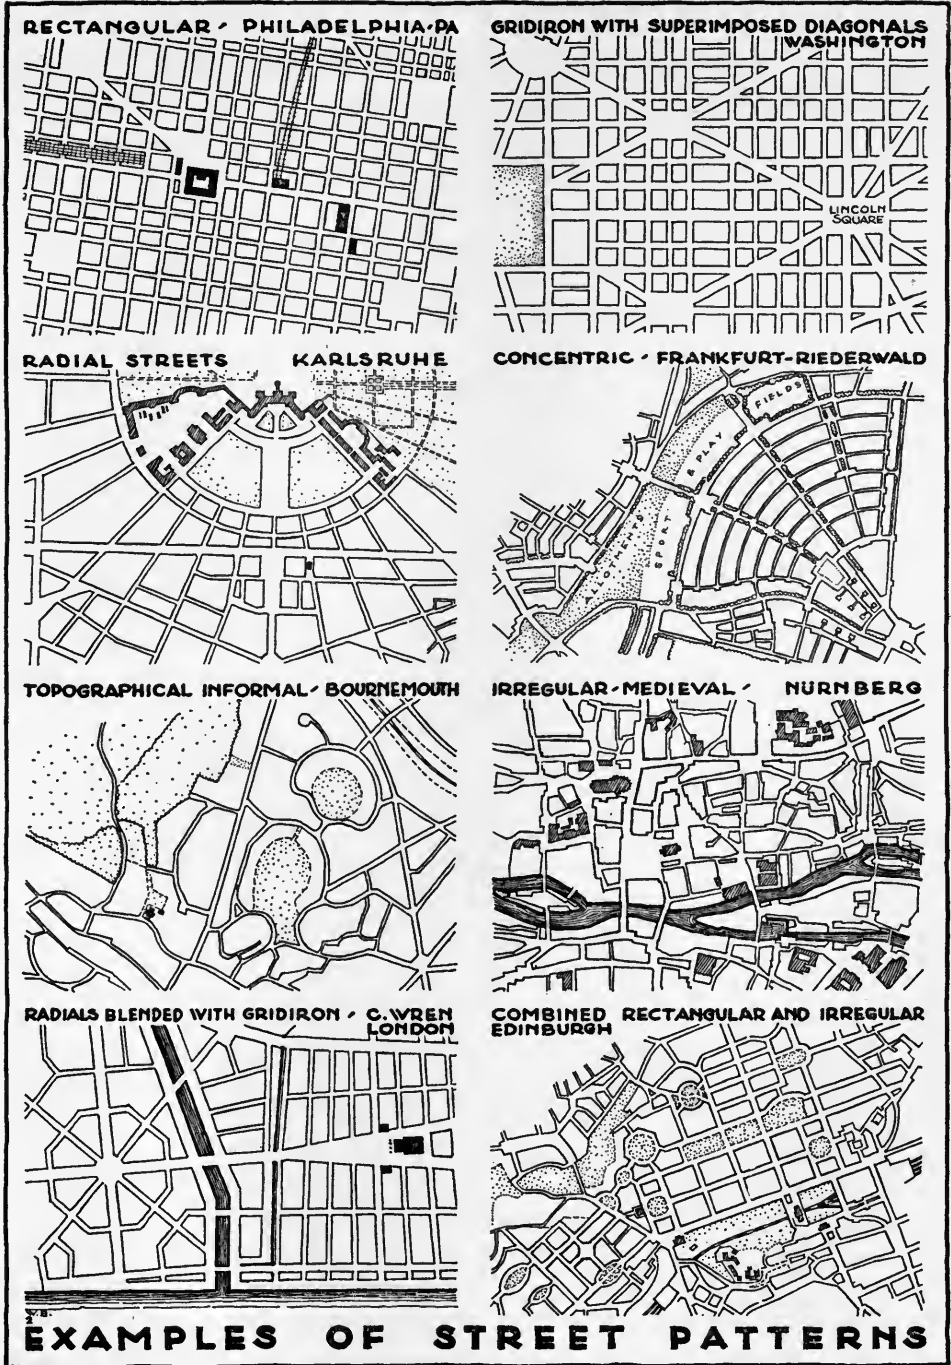 RECTANGULAR - PHILADELPHIA-PA
GRIDIRON WITH SUPERIMPOSED DIAGONALS
WASHINGTON
LINCOLN
SQUARE
RADIAL STREETS KARLSRUHE
CONCENTRIC - FRANKFURT-RIEDERWALD
ALLOTMENTS
SPORT
& PLAY
FIELDS
TOPOGRAPHICAL INFORMAL - BOURNEMOUTH
IRREGULAR-MEDIEVAL - NÜRNBERG
RADIALS BLENDED WITH GRIDIRON - C. WREN
LONDON
COMBINED RECTANGULAR AND IRREGULAR
EDINBURGH
EXAMPLES OF STREET PATTERNS